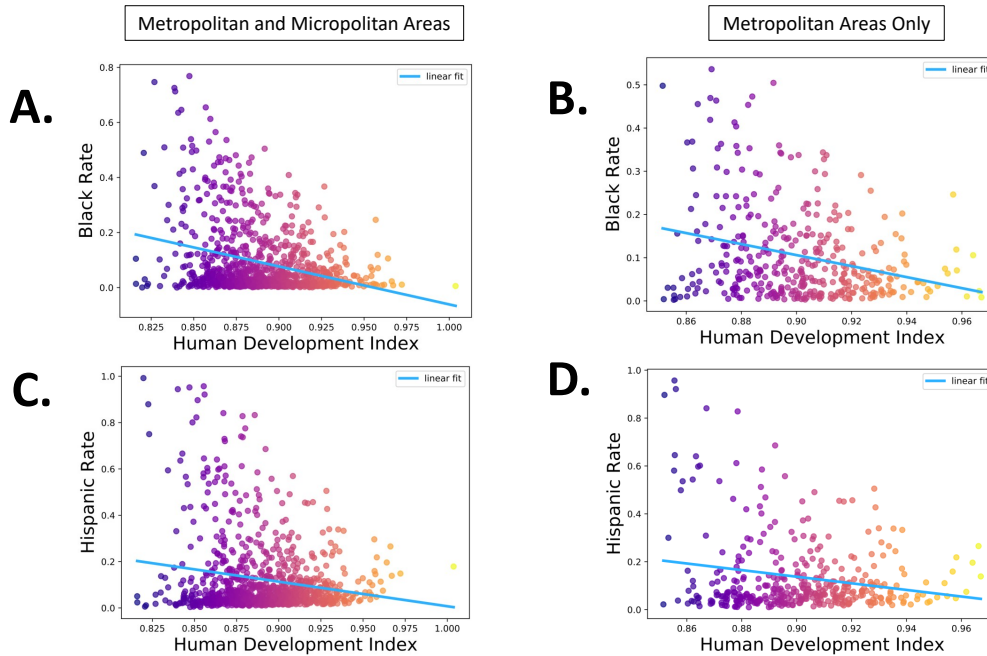 Metropolitan and Micropolitan Areas
Metropolitan Areas Only
A.
linear fit
Black Rate
0.8
0.6
0.4
0.2
0.0
0.825 0.850 0.875 0.900 0.925 0.950 0.975 1.000
Human Development Index
B.
linear fit
Black Rate
0.5
0.4
0.3
0.2
0.1
0.0
0.86 0.88 0.90 0.92 0.94 0.96
Human Development Index
C.
linear fit
Hispanic Rate
1.0
0.8
0.6
0.4
0.2
0.0
0.825 0.850 0.875 0.900 0.925 0.950 0.975 1.000
Human Development Index
D.
linear fit
Hispanic Rate
1.0
0.8
0.6
0.4
0.2
0.0
0.86 0.88 0.90 0.92 0.94 0.96
Human Development Index